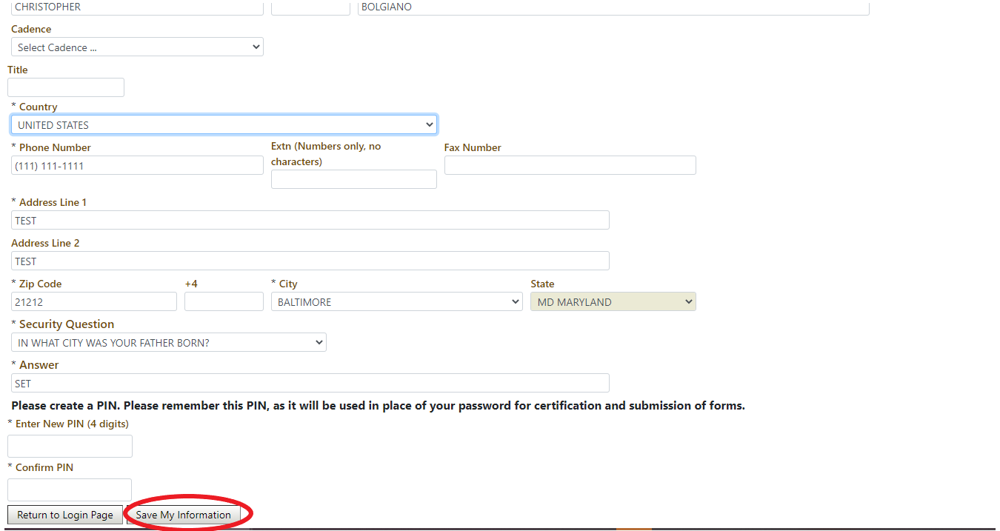 CHRISTOPHER BOLGIANO
Cadence
Select Cadence ...
Title
* Country
UNITED STATES
* Phone Number Extn (Numbers only, no characters) Fax Number
(111) 111-1111
* Address Line 1
TEST
Address Line 2
TEST
* Zip Code +4 * City State
21212 BALTIMORE MD MARYLAND
* Security Question
IN WHAT CITY WAS YOUR FATHER BORN?
* Answer
SET
Please create a PIN. Please remember this PIN, as it will be used in place of your password for certification and submission of forms.
* Enter New PIN (4 digits)
* Confirm PIN
Return to Login Page Save My Information